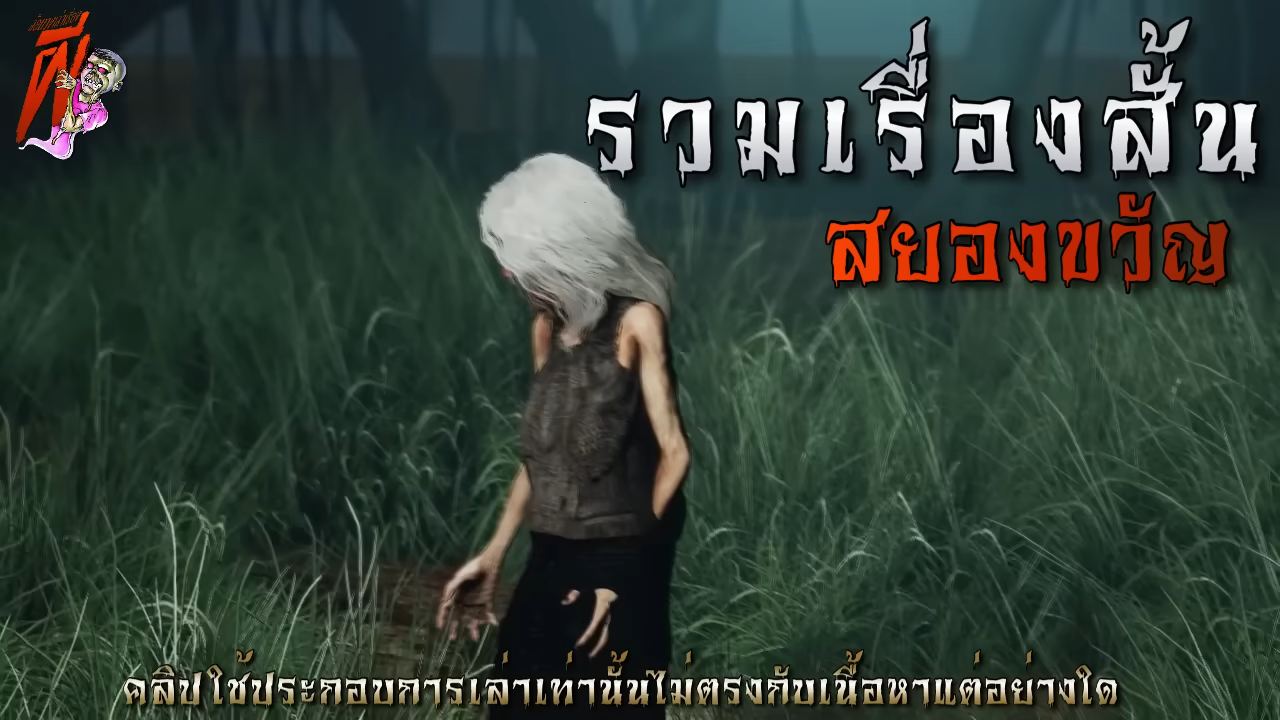 ผี
รวมเรื่องสั้น
สยองขวัญ
คลิปใช้ประกอบการเล่าเท่านั้นไม่ตรงกับเนื้อหาแต่อย่างใด